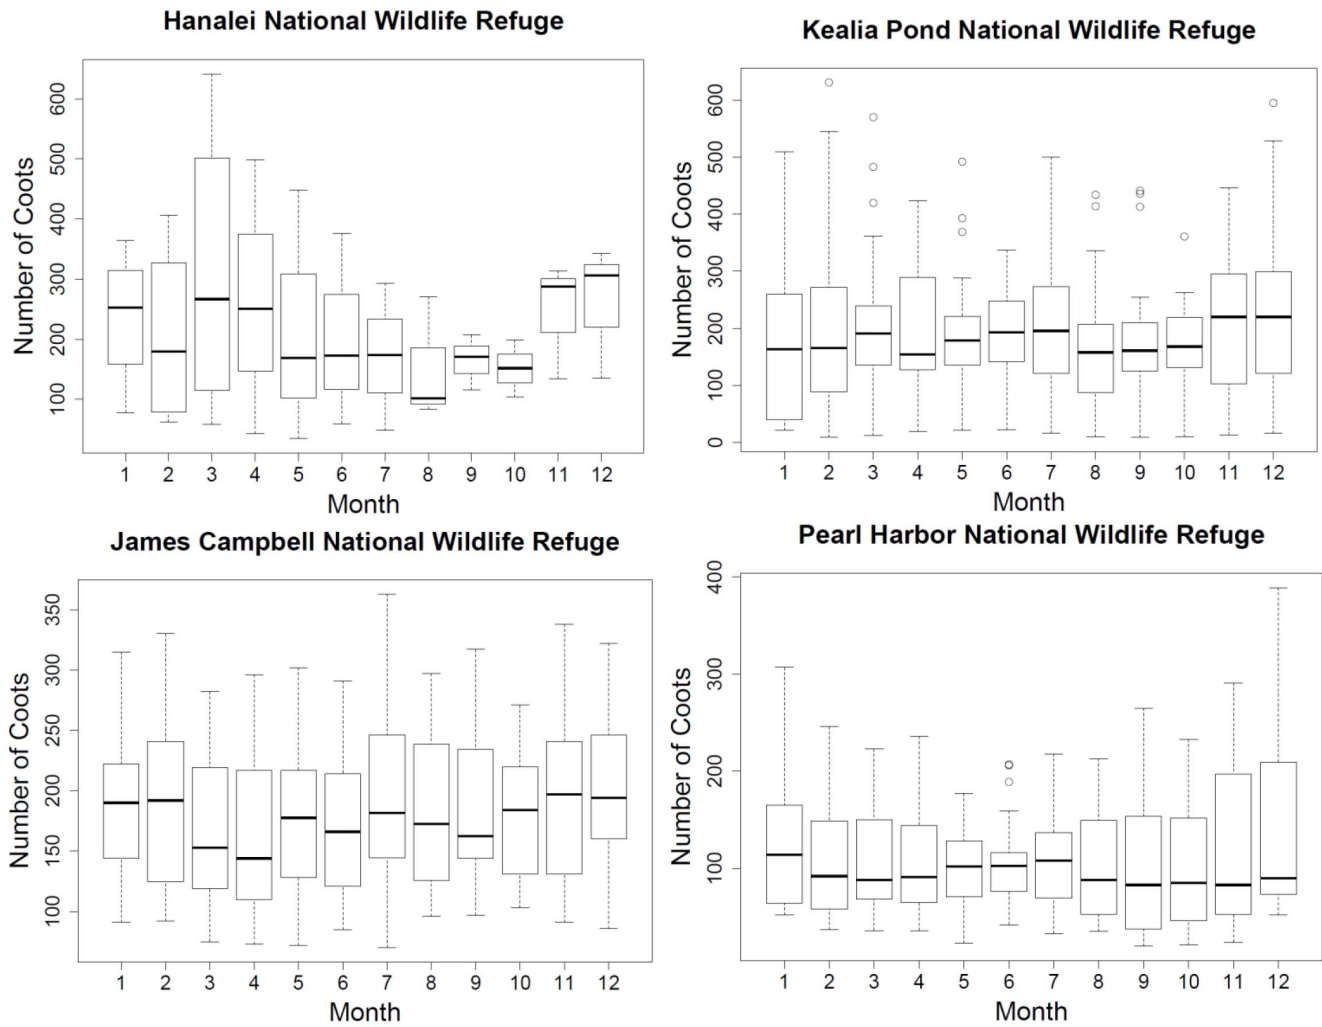 Hanalei National Wildlife Refuge
Number of Coots
600
500
400
300
200
100
1 2 3 4 5 6 7 8 9 10 11 12
Month
Kealia Pond National Wildlife Refuge
Number of Coots
600
500
400
300
200
100
0
1 2 3 4 5 6 7 8 9 10 11 12
Month
James Campbell National Wildlife Refuge
Number of Coots
350
300
250
200
150
100
1 2 3 4 5 6 7 8 9 10 11 12
Month
Pearl Harbor National Wildlife Refuge
Number of Coots
400
300
200
100
1 2 3 4 5 6 7 8 9 10 11 12
Month